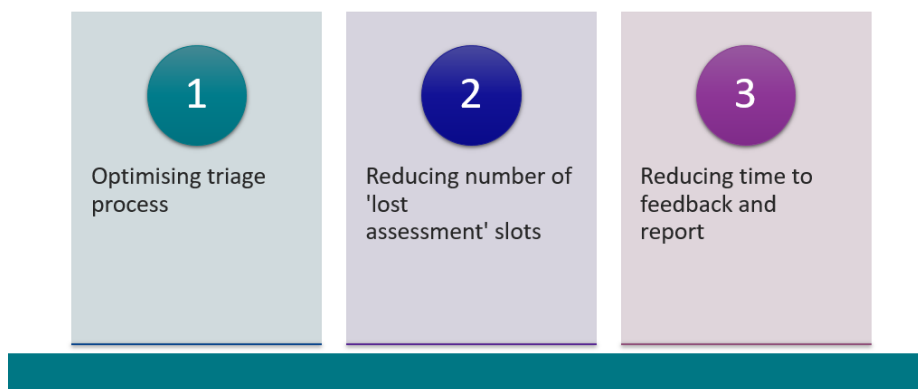 1
Optimising triage
process
2
Reducing number of
'lost
assessment' slots
3
Reducing time to
feedback and
report